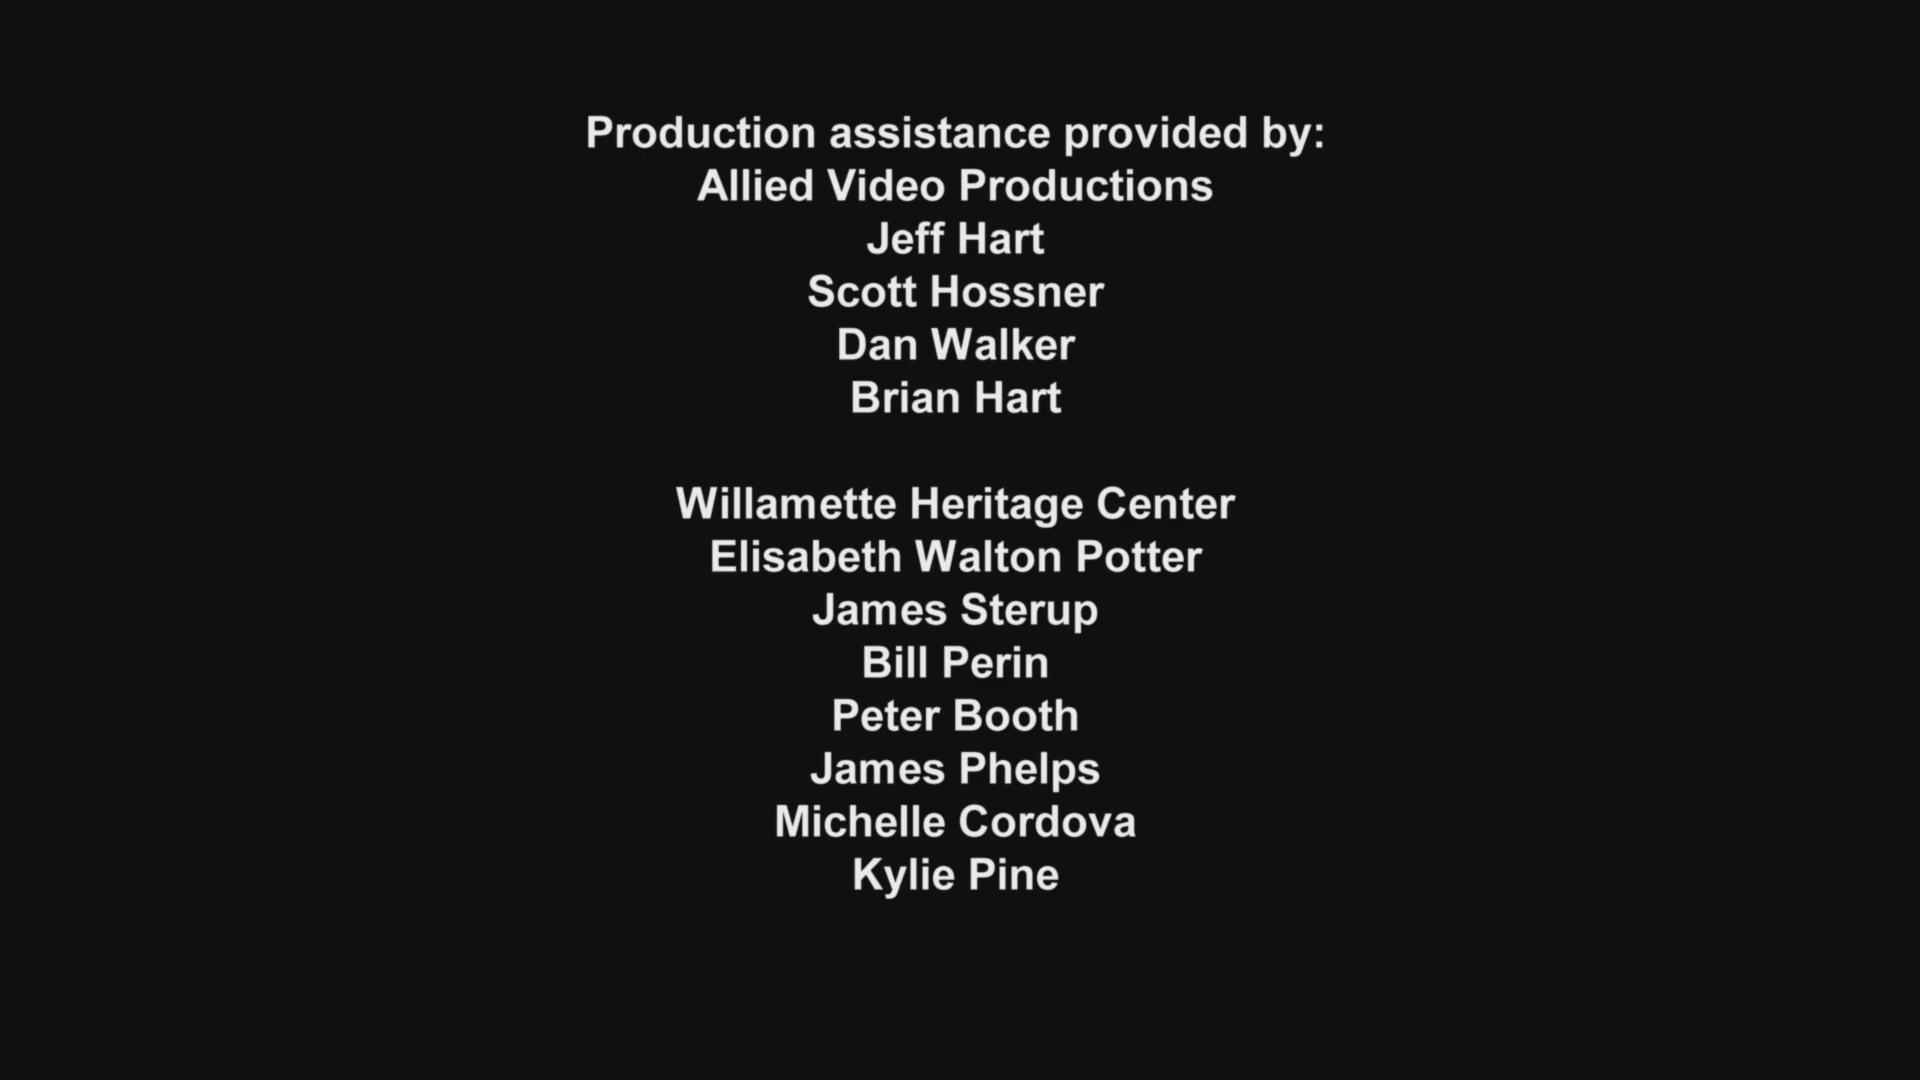 Production assistance provided by:
Allied Video Productions
Jeff Hart
Scott Hossner
Dan Walker
Brian Hart
Willamette Heritage Center
Elisabeth Walton Potter
James Sterup
Bill Perin
Peter Booth
James Phelps
Michelle Cordova
Kylie Pine